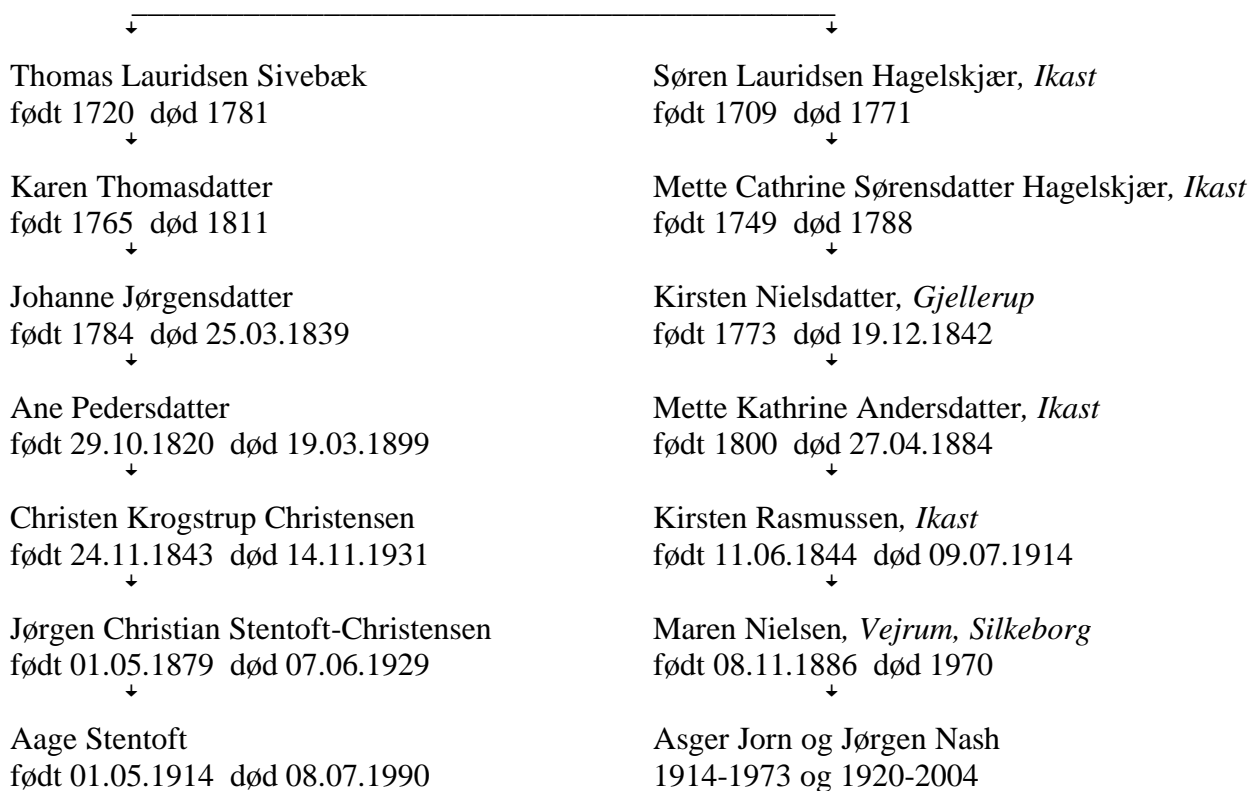 Thomas Lauridsen Sivebæk
født 1720 død 1781
Karen Thomasdatter
født 1765 død 1811
Johanne Jørgensdatter
født 1784 død 25.03.1839
Ane Pedersdatter
født 29.10.1820 død 19.03.1899
Christen Krogstrup Christensen
født 24.11.1843 død 14.11.1931
Jørgen Christian Stentoft-Christensen
født 01.05.1879 død 07.06.1929
Aage Stentoft
født 01.05.1914 død 08.07.1990
Søren Lauridsen Hagelskjær, Ikast
født 1709 død 1771
Mette Cathrine Sørensdatter Hagelskjær, Ikast
født 1749 død 1788
Kirsten Nielsdatter, Gjellerup
født 1773 død 19.12.1842
Mette Kathrine Andersdatter, Ikast
født 1800 død 27.04.1884
Kirsten Rasmussen, Ikast
født 11.06.1844 død 09.07.1914
Maren Nielsen, Vejrum, Silkeborg
født 08.11.1886 død 1970
Asger Jorn og Jørgen Nash
1914-1973 og 1920-2004